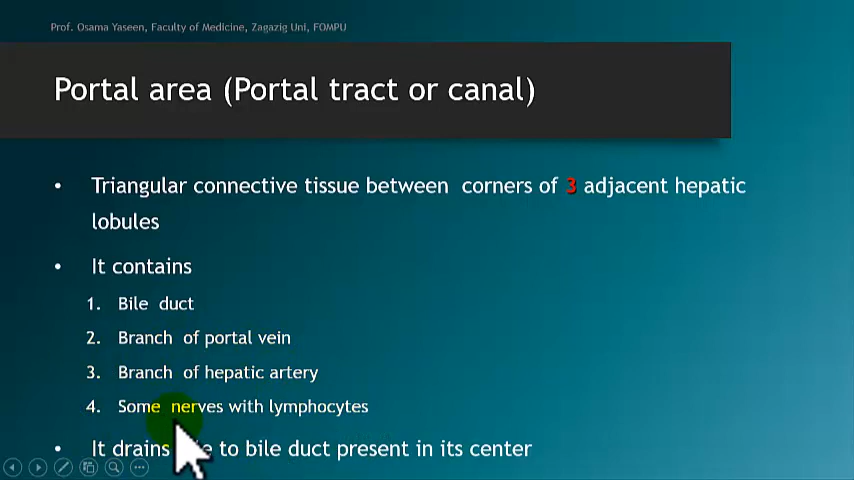 Prof. Osama Yaseen, Faculty of Medicine, Zagazig Uni, FOMPU
Portal area (Portal tract or canal)
• Triangular connective tissue between corners of 3 adjacent hepatic
lobules
• It contains
1. Bile duct
2. Branch of portal vein
3. Branch of hepatic artery
4. Some nerves with lymphocytes
• It drains to bile duct present in its center